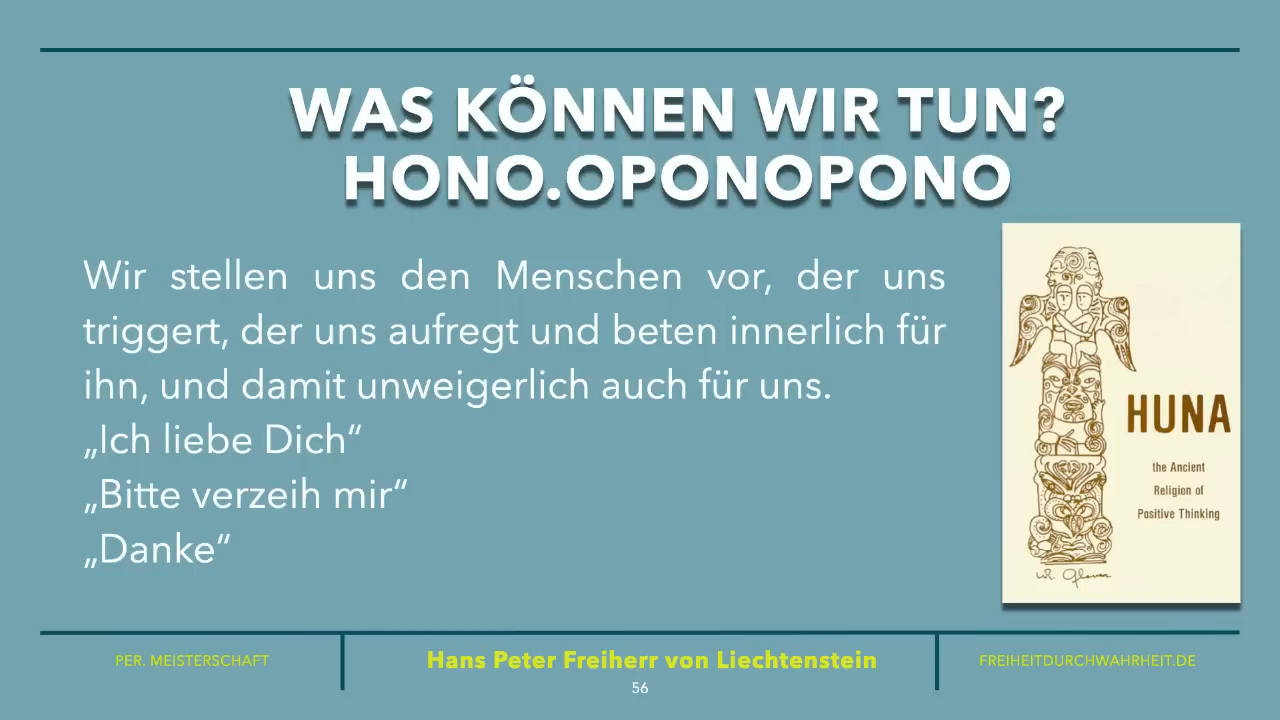 WAS KÖNNEN WIR TUN?
HONO.OPONOPONO
Wir stellen uns den Menschen vor, der uns
triggert, der uns aufregt und beten innerlich für
ihn, und damit unweigerlich auch für uns.
„Ich liebe Dich“
„Bitte verzeih mir“
„Danke“
HUNA
the Ancient
Religion of
Positive Thinking
W. Glover
PER. MEISTERSCHAFT
Hans Peter Freiherr von Liechtenstein
FREIHEITDURCHWAHRHEIT.DE
56